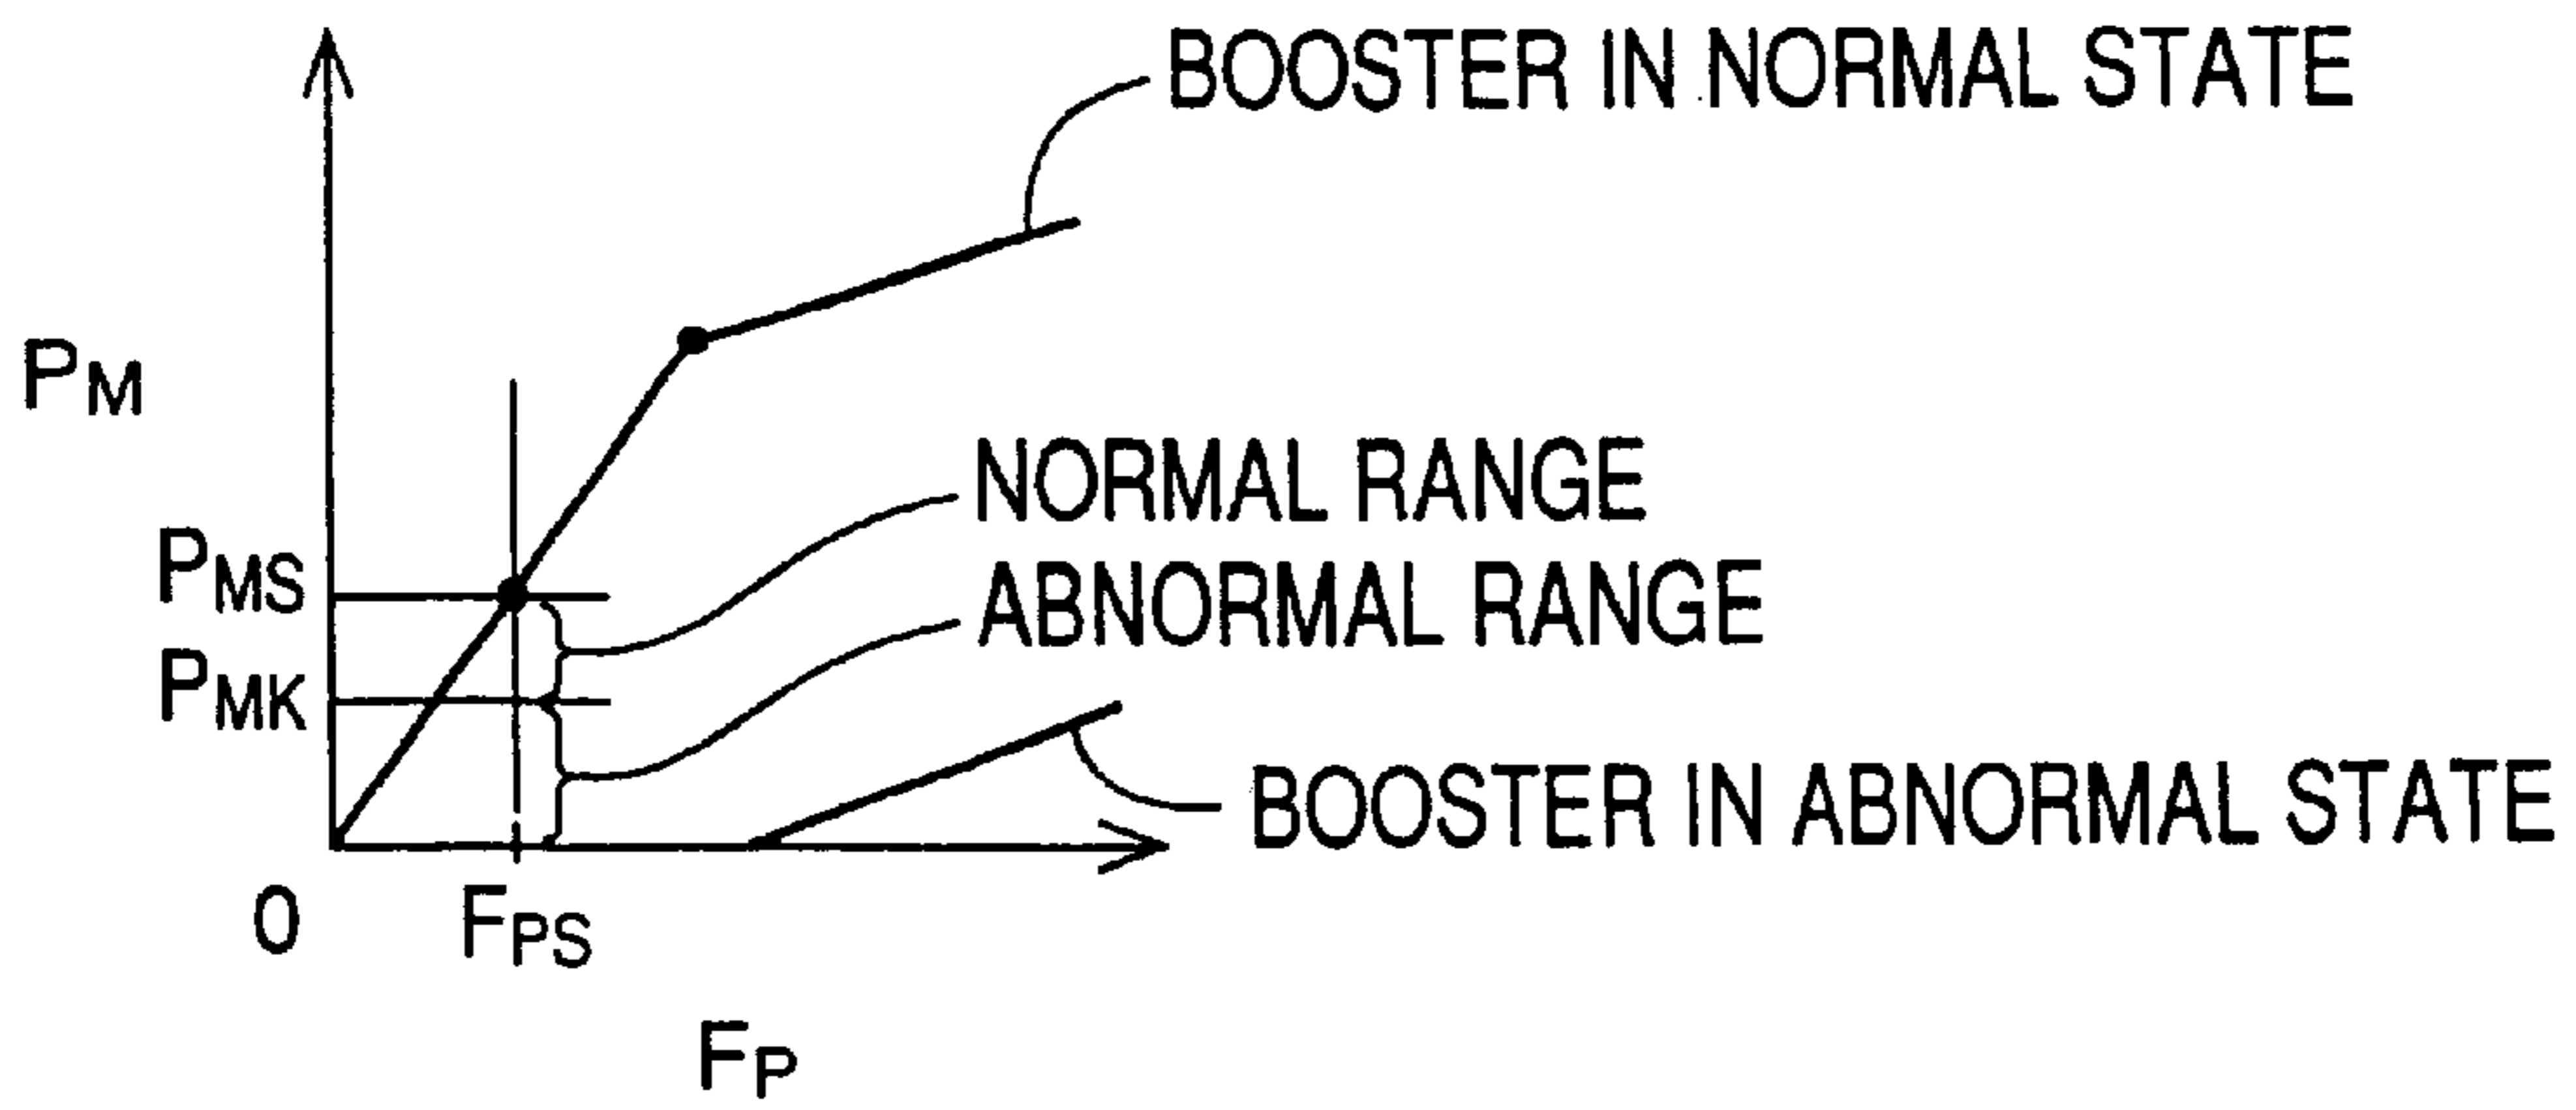 BOOSTER IN NORMAL STATE
PM
NORMAL RANGE
PMS
ABNORMAL RANGE
PMK
BOOSTER IN ABNORMAL STATE
0
FPS
FP